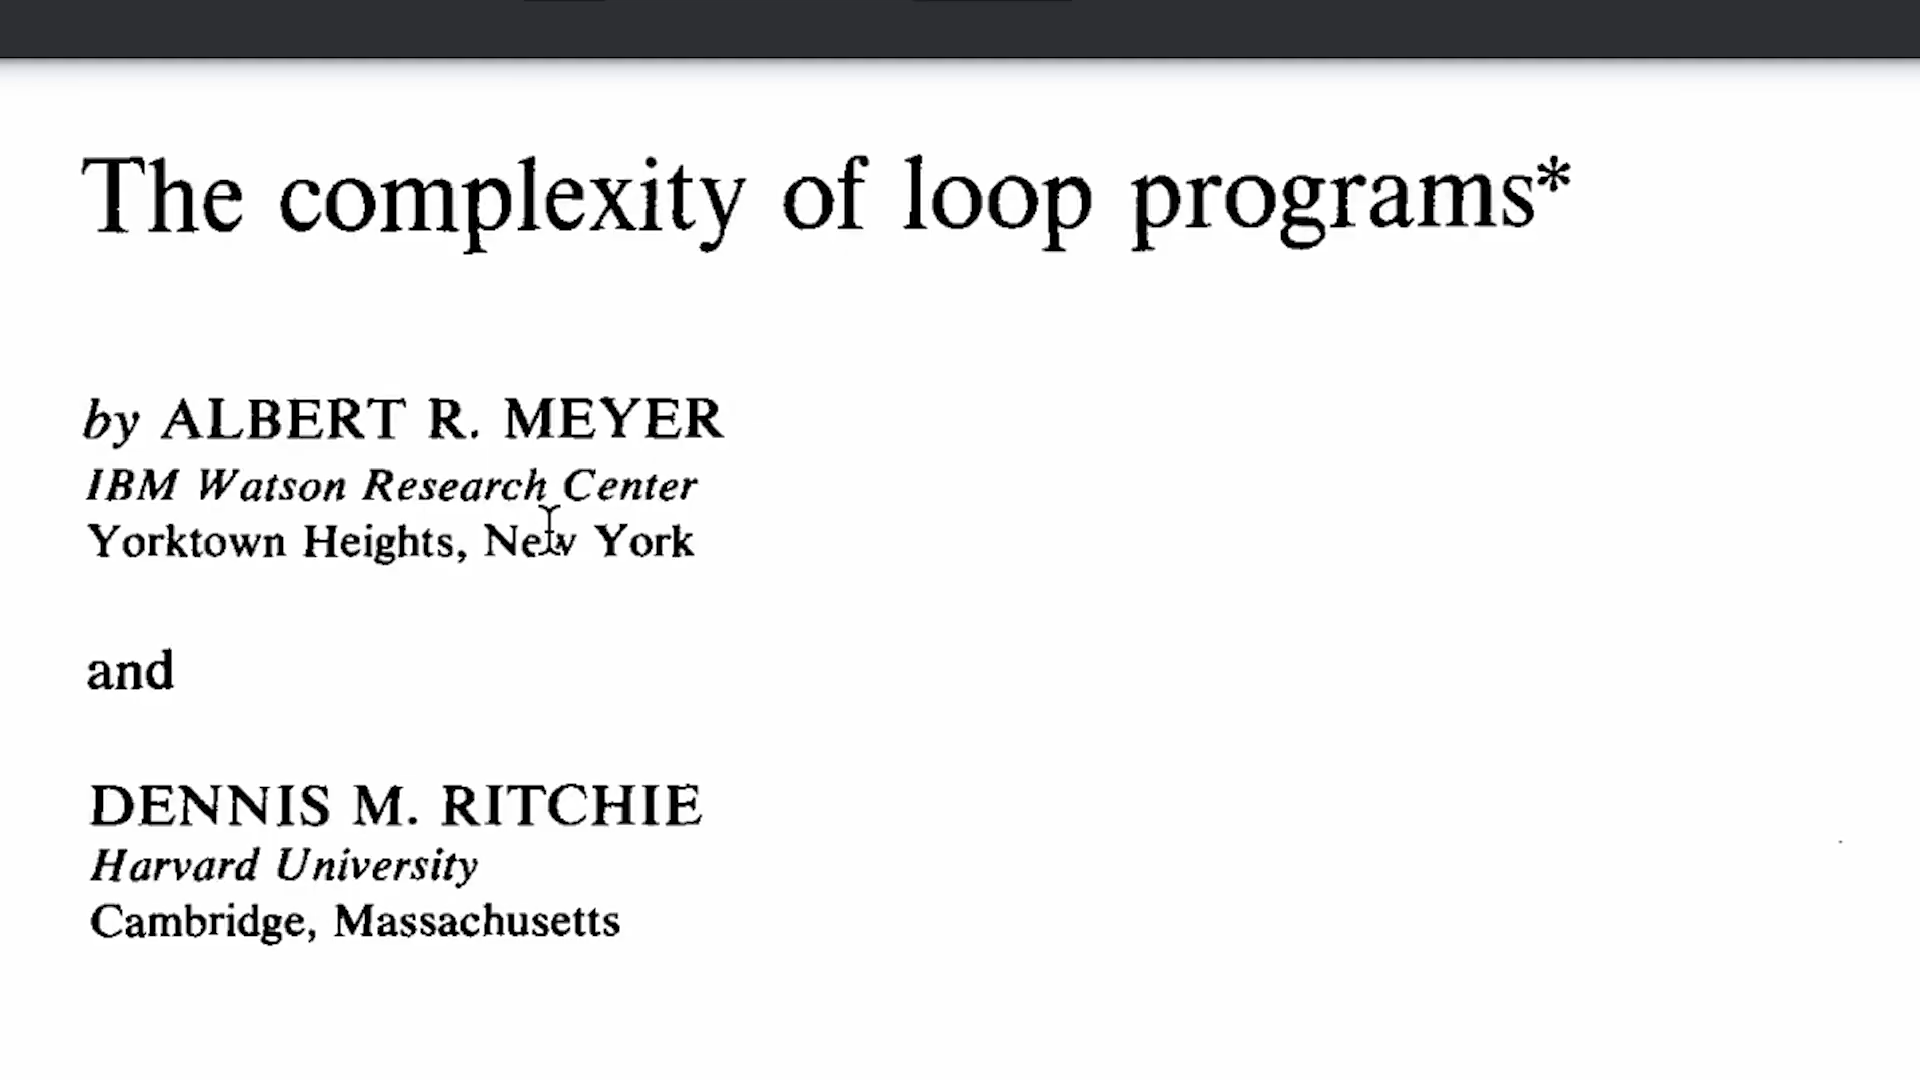 The complexity of loop programs*
by ALBERT R. MEYER
IBM Watson Research Center
Yorktown Heights, New York
and
DENNIS M. RITCHIE
Harvard University
Cambridge, Massachusetts